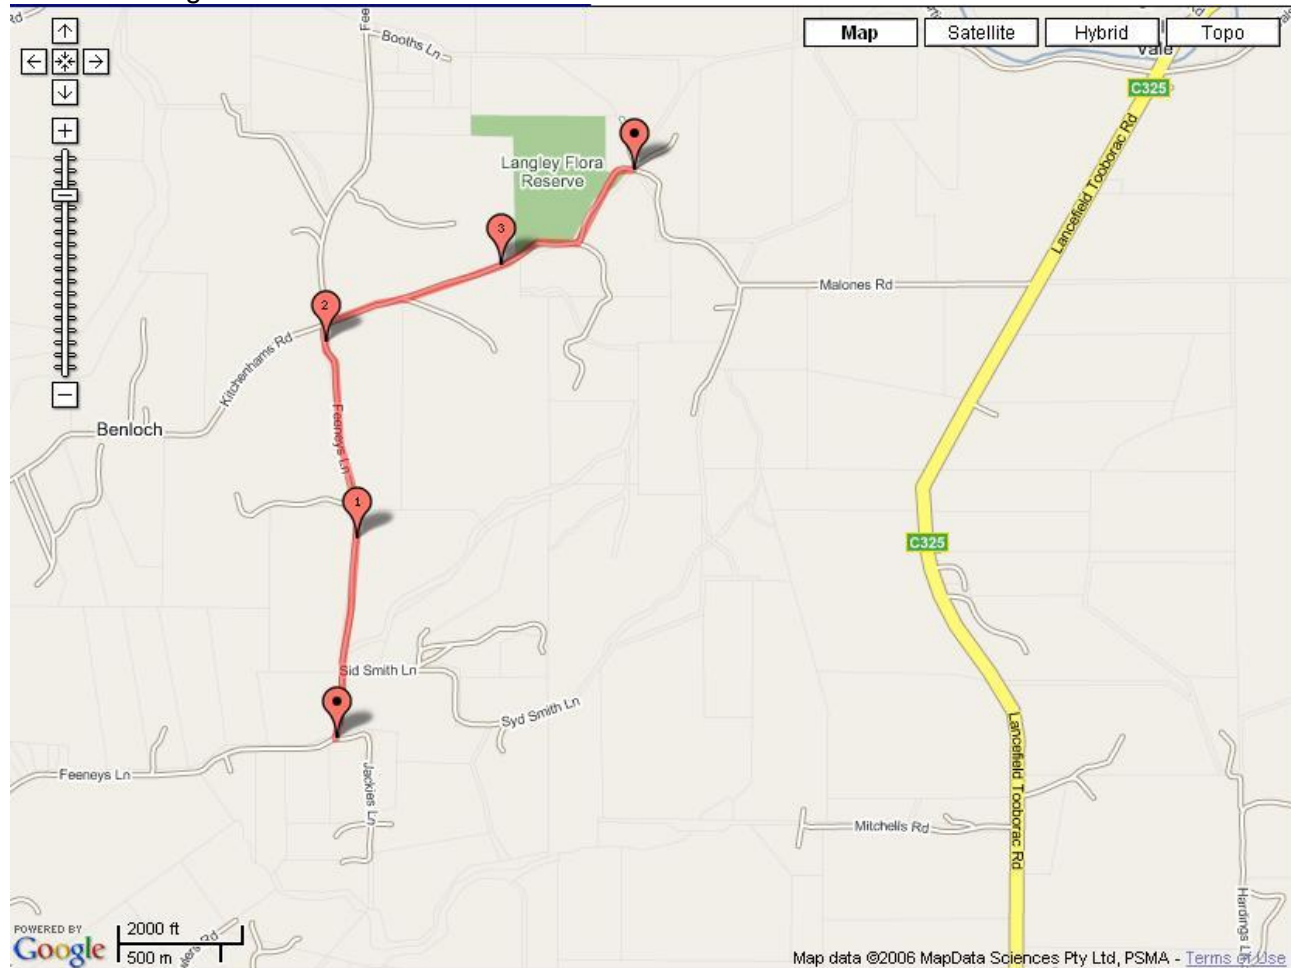 Map
Satellite
Hybrid
Topo
Booths Ln
Vale
C325
Langley Flora
Reserve
Lancefield Tooborac Rd
3
Malones Rd
2
Kitchenhams Rd
Feeneys Ln
Benloch
1
C325
Sid Smith Ln
Syd Smith Ln
Feeneys Ln
Jackies Ln
Lancefield Tooborac Rd
Mitchells Rd
Hardings Ln
POWERED BY
Google
2000 ft
500 m
Map data ©2006 MapData Sciences Pty Ltd, PSMA - Terms of Use